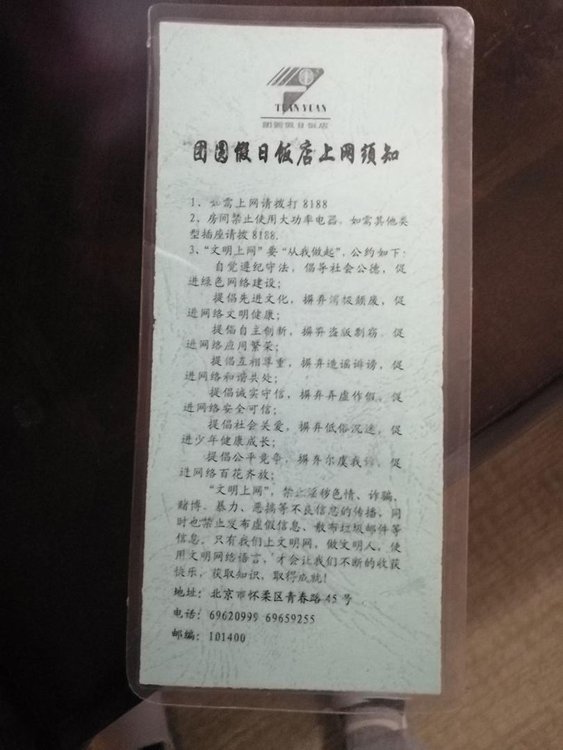 TUAN YUAN
团圆假日饭店
团圆假日饭店上网须知
1、如需上网请拨打8188
2、房间禁止使用大功率电器，如需其他类
型插座请拨8188.
3、“文明上网”要“从我做起”，公约如下：
自觉遵纪守法，倡导社会公德，促
进绿色网络建设；
提倡先进文化，摒弃消极颓废，促
进网络文明健康；
提倡自主创新，摒弃盗版剽窃，促
进网络应用繁荣；
提倡互相尊重，摒弃造谣诽谤，促
进网络和谐共处；
提倡诚实守信，摒弃弄虚作假，促
进网络安全可信；
提倡社会关爱，摒弃低俗沉迷，促
进少年健康成长；
提倡公平竞争，摒弃尔虞我诈，促
进网络百花齐放；
“文明上网”，禁止淫秽色情、诈骗、
赌博、暴力、恶搞等不良信息的传播，同
时也禁止发布虚假信息、散布垃圾邮件等
信息，只有我们上文明网，做文明人，使
用文明网络语言，才会让我们不断的收获
快乐，获取知识，取得成就！
地址：北京市怀柔区青春路45号
电话：69620999 69659255
邮编：101400